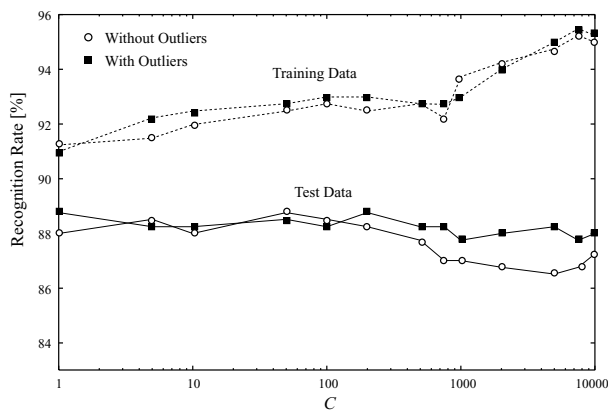 Without Outliers
With Outliers
Training Data
Test Data
Recognition Rate [%]
96
94
92
90
88
86
84
83
1
10
100
1000
10000
C